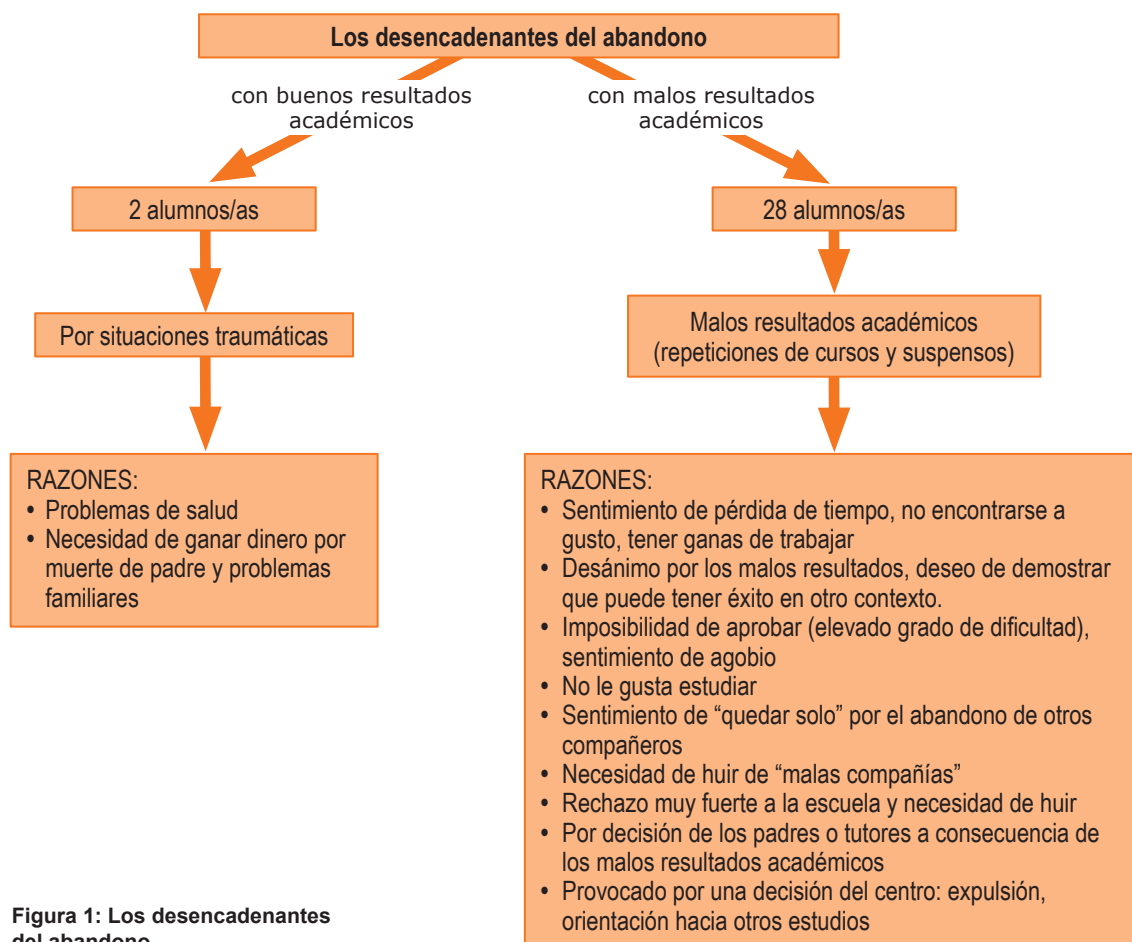 Los desencadenantes del abandono
con buenos resultados
académicos
con malos resultados
académicos
2 alumnos/as
28 alumnos/as
Por situaciones traumáticas
Malos resultados académicos
(repeticiones de cursos y suspensos)
RAZONES:
• Problemas de salud
• Necesidad de ganar dinero por
muerte de padre y problemas
familiares
RAZONES:
• Sentimiento de pérdida de tiempo, no encontrarse a
gusto, tener ganas de trabajar
• Desánimo por los malos resultados, deseo de demostrar
que puede tener éxito en otro contexto.
• Imposibilidad de aprobar (elevado grado de dificultad),
sentimiento de agobio
• No le gusta estudiar
• Sentimiento de “quedar solo” por el abandono de otros
compañeros
• Necesidad de huir de “malas compañías”
• Rechazo muy fuerte a la escuela y necesidad de huir
• Por decisión de los padres o tutores a consecuencia de
los malos resultados académicos
• Provocado por una decisión del centro: expulsión,
orientación hacia otros estudios
Figura 1: Los desencadenantes
del abandono